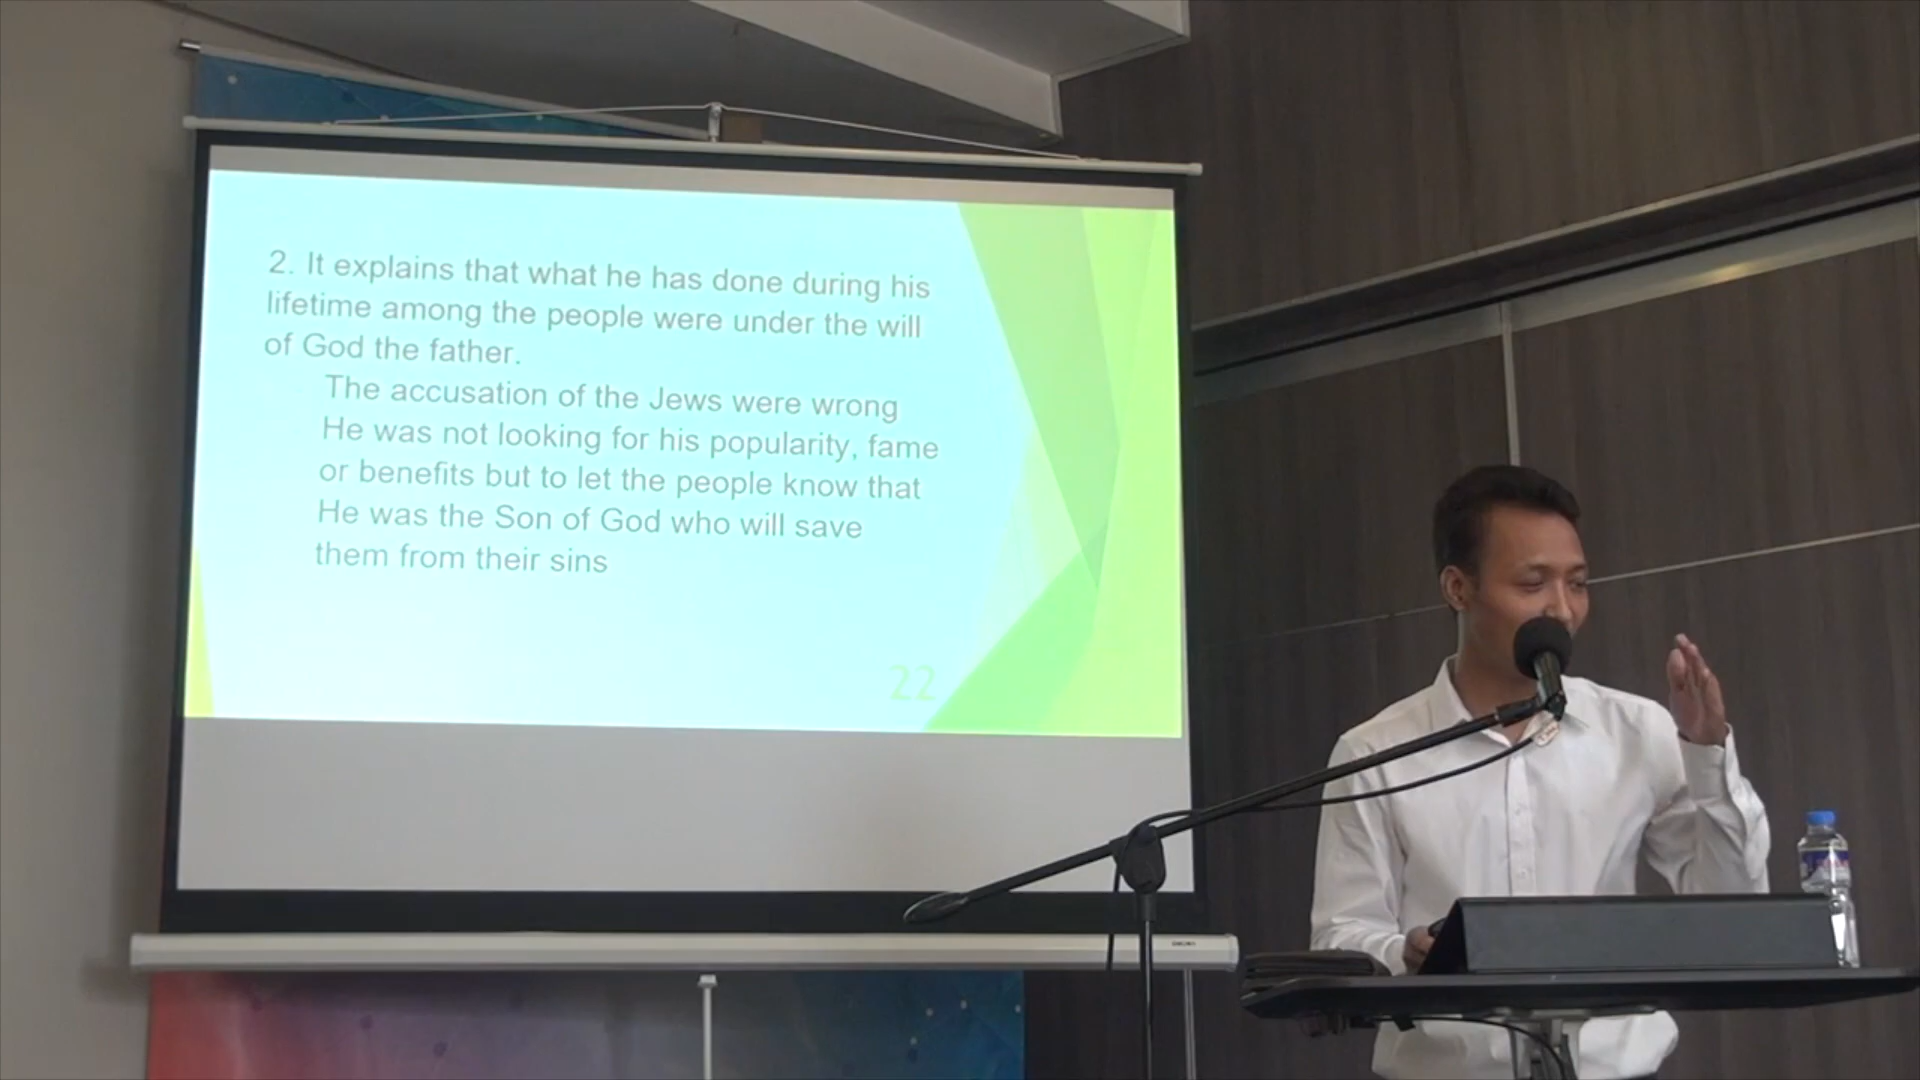 2. It explains that what he has done during his
lifetime among the people were under the will
of God the father.
The accusation of the Jews were wrong
He was not looking for his popularity, fame
or benefits but to let the people know that
He was the Son of God who will save
them from their sins
22